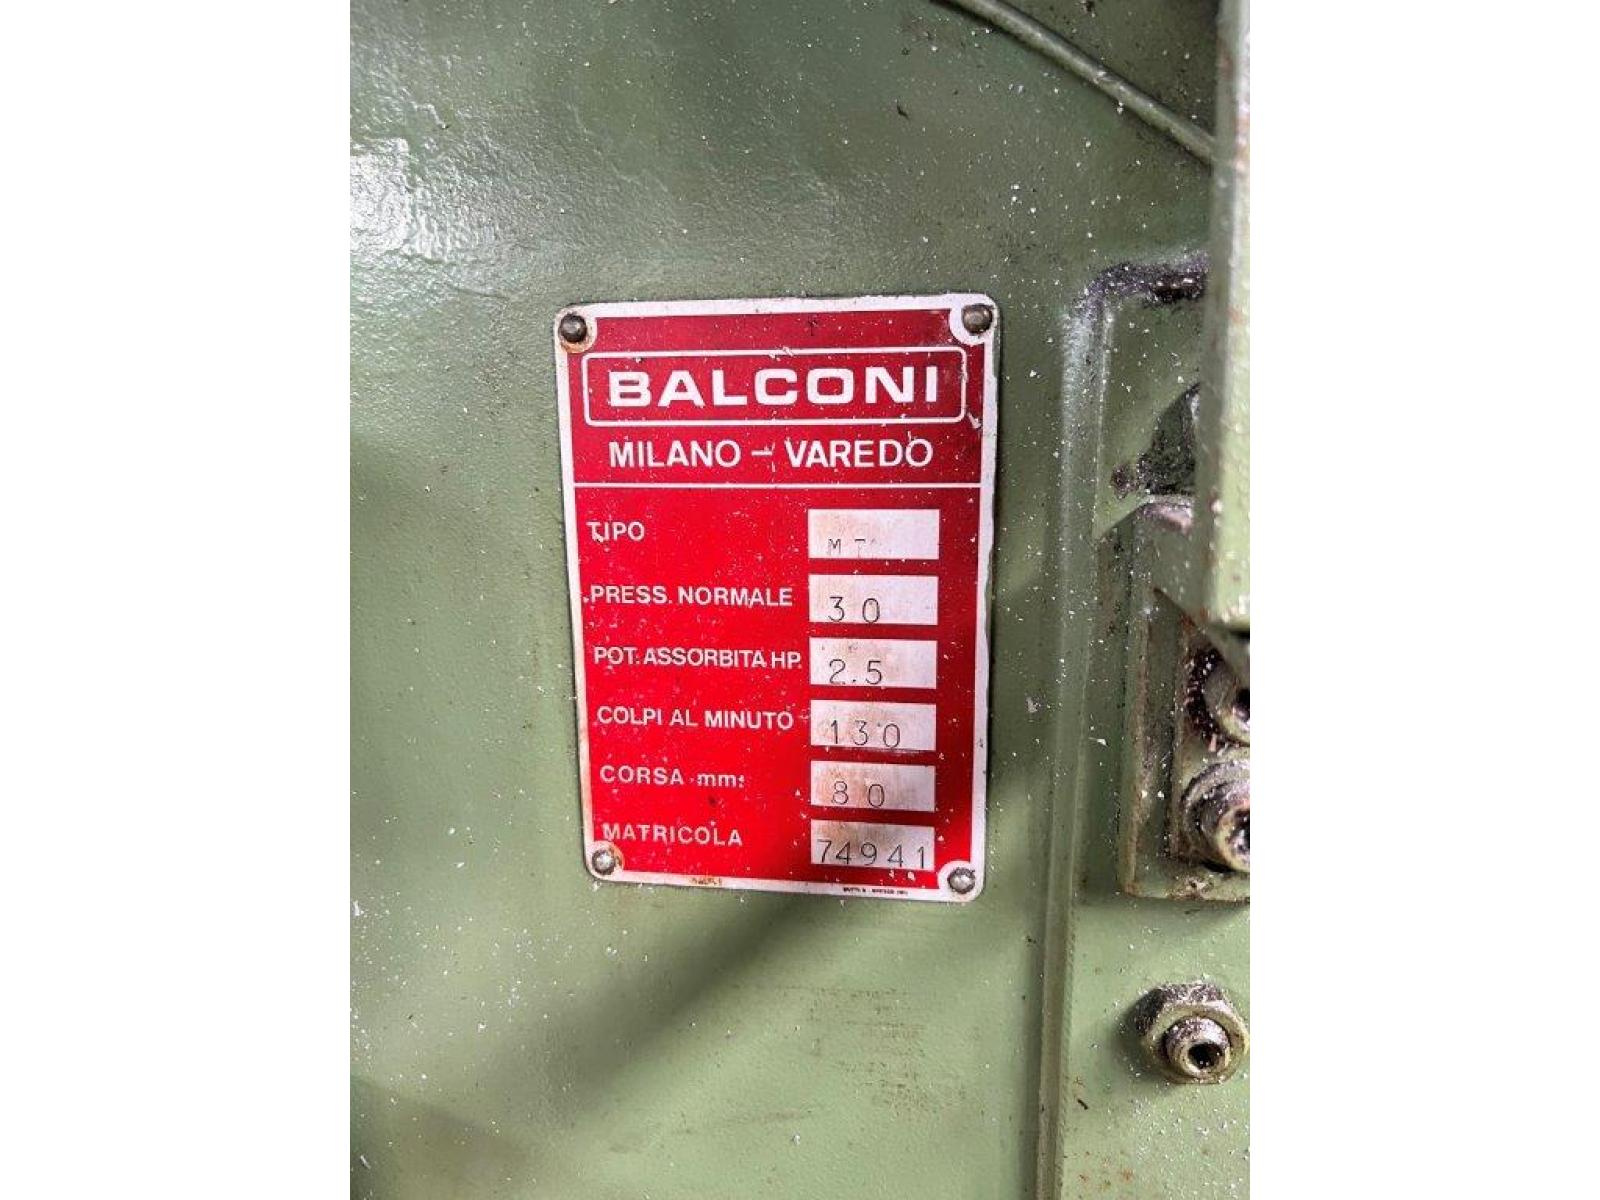 BALCONI
MILANO - VAREDO
TIPO
PRESS. NORMALE 30
POT. ASSORBITA HP. 2.5
COLPI AL MINUTO 130
CORSA mm: 80
MATRICOLA 74941